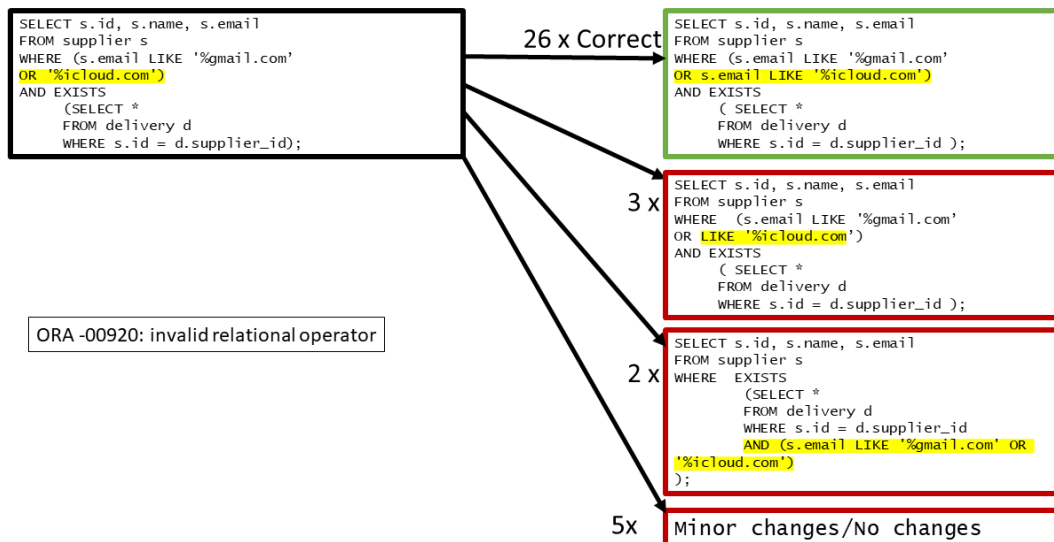 SELECT s.id, s.name, s.email
FROM supplier s
WHERE (s.email LIKE '%gmail.com’
OR '%icloud.com')
AND EXISTS
(SELECT *
FROM delivery d
WHERE s.id = d.supplier_id);
ORA -00920: invalid relational operator
26 x Correct
SELECT s.id, s.name, s.email
FROM supplier s
WHERE (s.email LIKE '%gmail.com’
OR s.email LIKE '%icloud.com')
AND EXISTS
( SELECT *
FROM delivery d
WHERE s.id = d.supplier_id );
3 x
SELECT s.id, s.name, s.email
FROM supplier s
WHERE (s.email LIKE '%gmail.com’
OR LIKE '%icloud.com’)
AND EXISTS
( SELECT *
FROM delivery d
WHERE s.id = d.supplier_id );
2 x
SELECT s.id, s.name, s.email
FROM supplier s
WHERE EXISTS
(SELECT *
FROM delivery d
WHERE s.id = d.supplier_id
AND (s.email LIKE '%gmail.com' OR
'%icloud.com')
);
5x
Minor changes/No changes